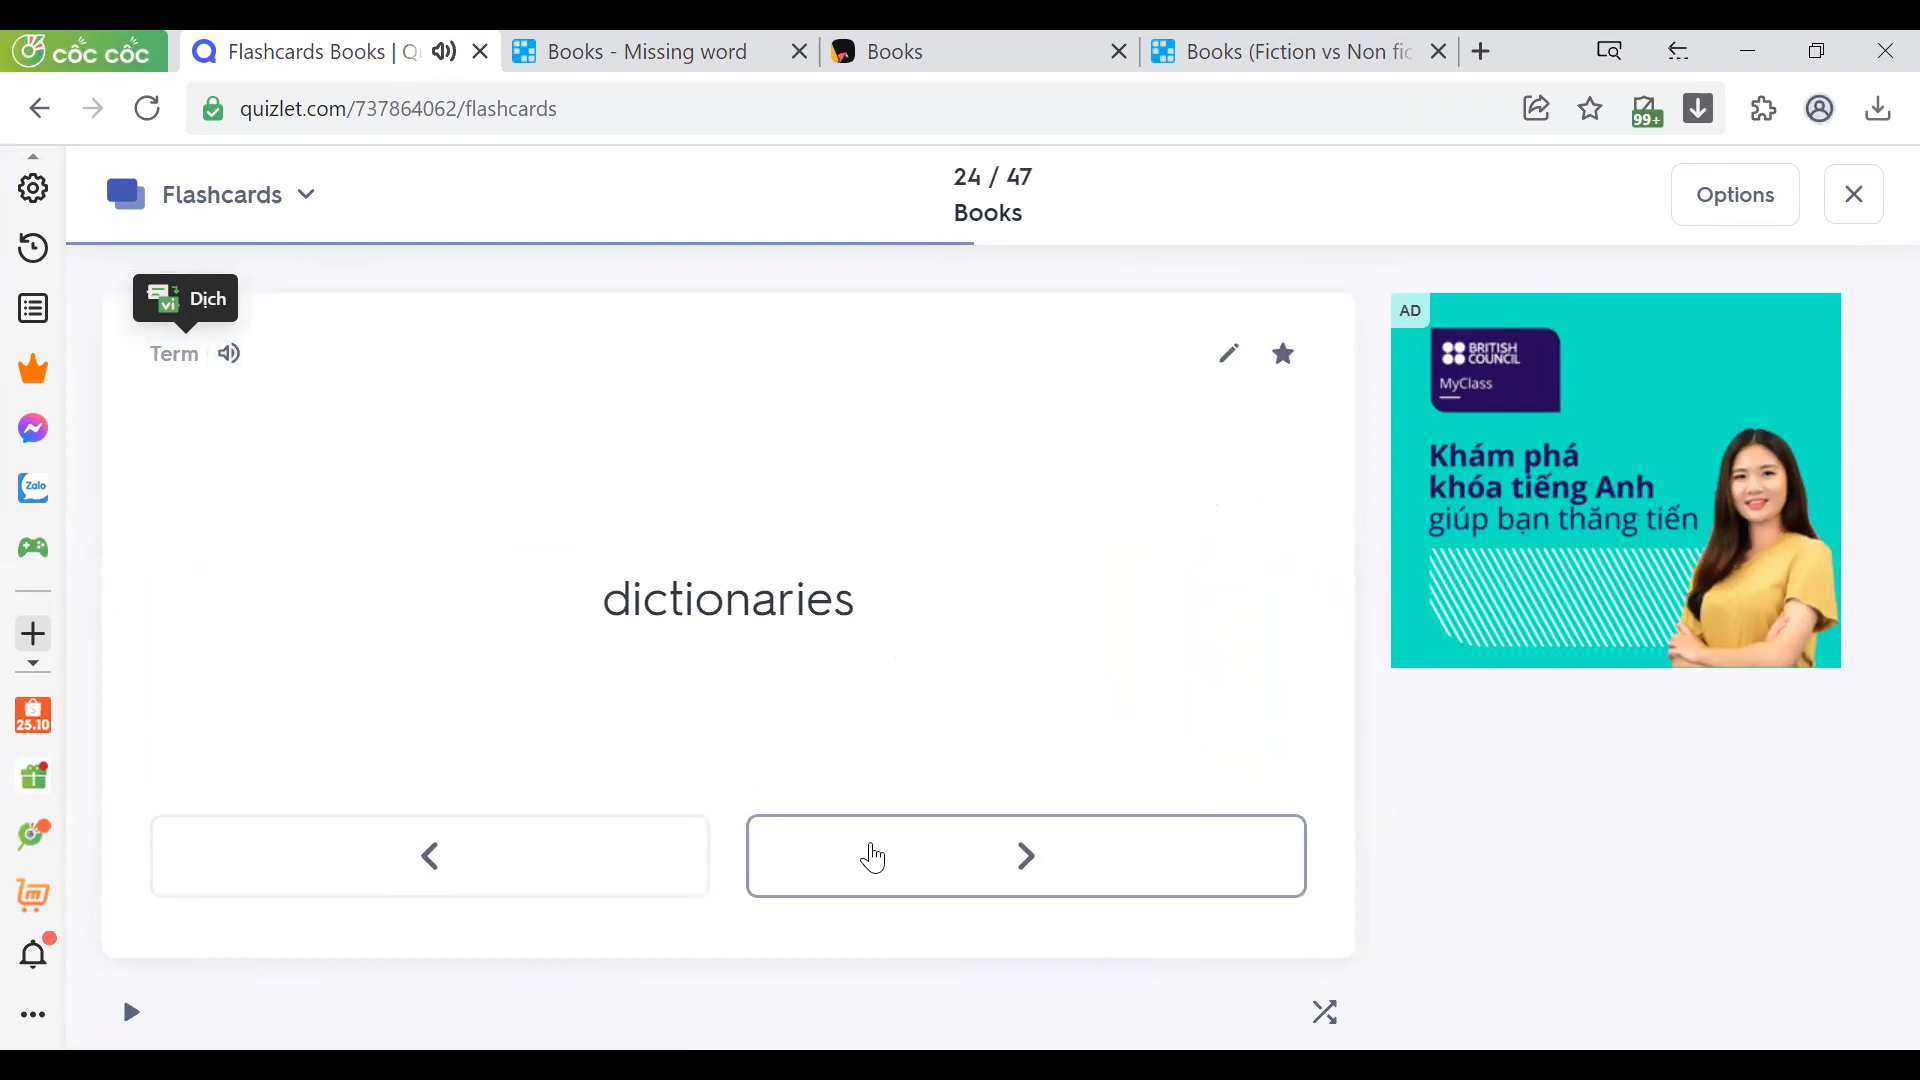 cốc cốc
Flashcards Books | Q
Books - Missing word
Books
Books (Fiction vs Non fic
quizlet.com/737864062/flashcards
99+
Flashcards
24 / 47
Books
Options
vi Dịch
Term
AD
BRITISH
COUNCIL
MyClass
Khám phá
khóa tiếng Anh
giúp bạn thăng tiến
Zalo
dictionaries
25.10